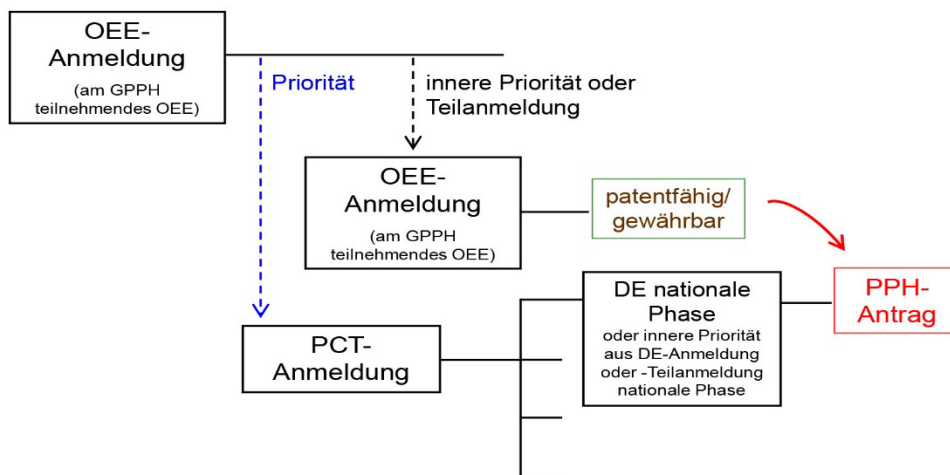 OEE-
Anmeldung
(am GPPH
teilnehmendes OEE)
Priorität
innere Priorität oder
Teilanmeldung
OEE-
Anmeldung
(am GPPH
teilnehmendes OEE)
patentfähig/
gewährbar
DE nationale
Phase
oder innere Priorität
aus DE-Anmeldung
oder -Teilanmeldung
nationale Phase
PPH-
Antrag
PCT-
Anmeldung